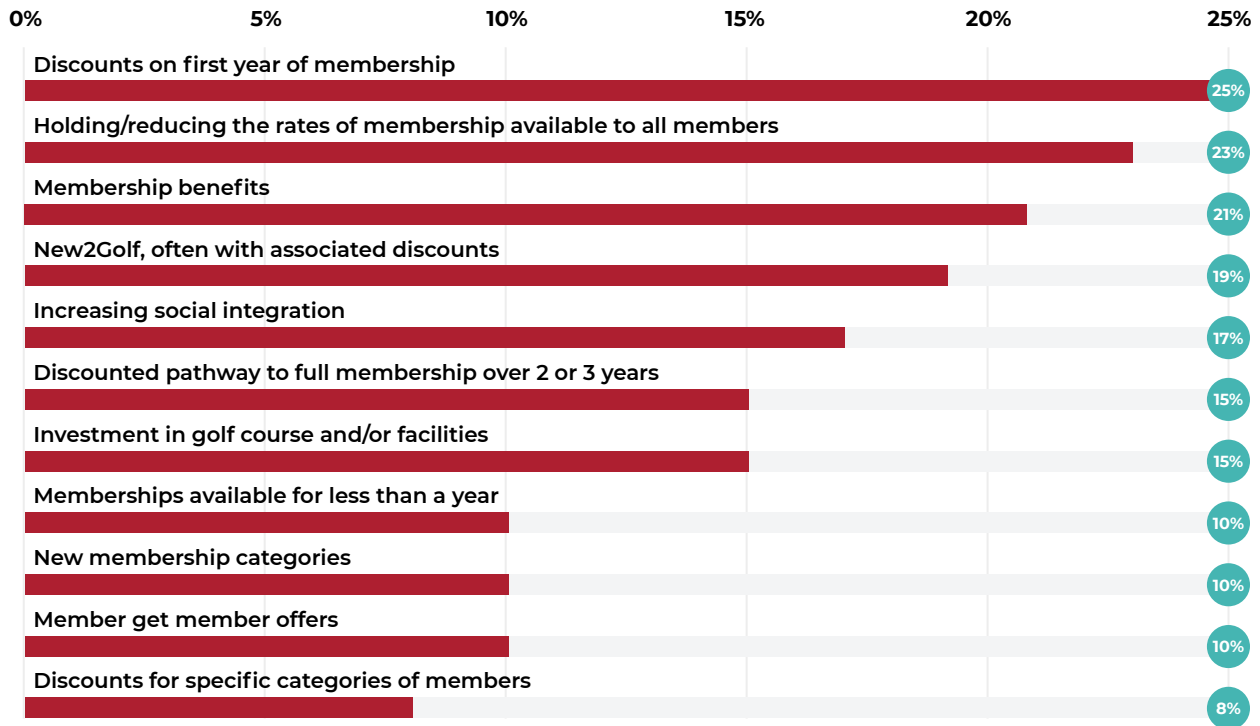 0% 5% 10% 15% 20% 25%
Discounts on first year of membership
25%
Holding/reducing the rates of membership available to all members
23%
Membership benefits
21%
New2Golf, often with associated discounts
19%
Increasing social integration
17%
Discounted pathway to full membership over 2 or 3 years
15%
Investment in golf course and/or facilities
15%
Memberships available for less than a year
10%
New membership categories
10%
Member get member offers
10%
Discounts for specific categories of members
8%